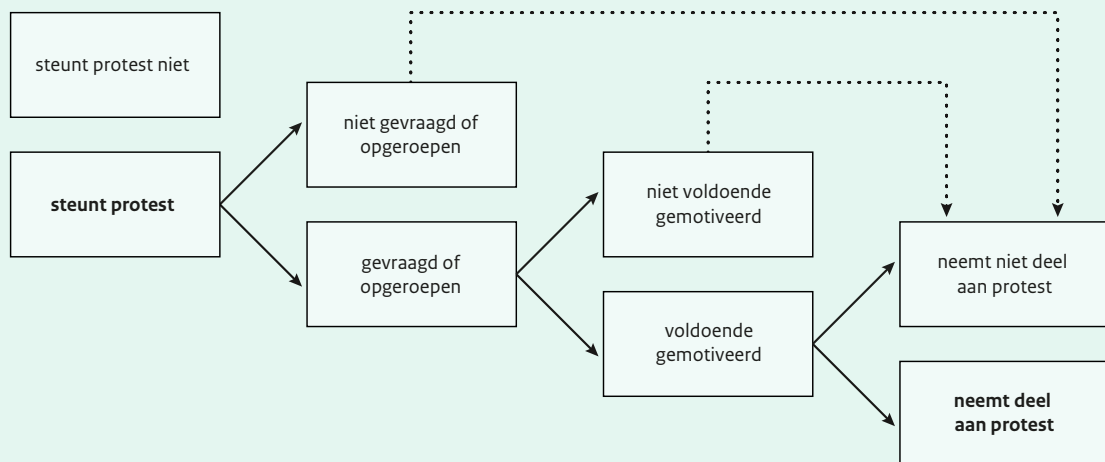 steunt protest niet
steunt protest
niet gevraagd of
opgeroepen
gevraagd of
opgeroepen
niet voldoende
gemotiveerd
voldoende
gemotiveerd
neemt niet deel
aan protest
neemt deel
aan protest